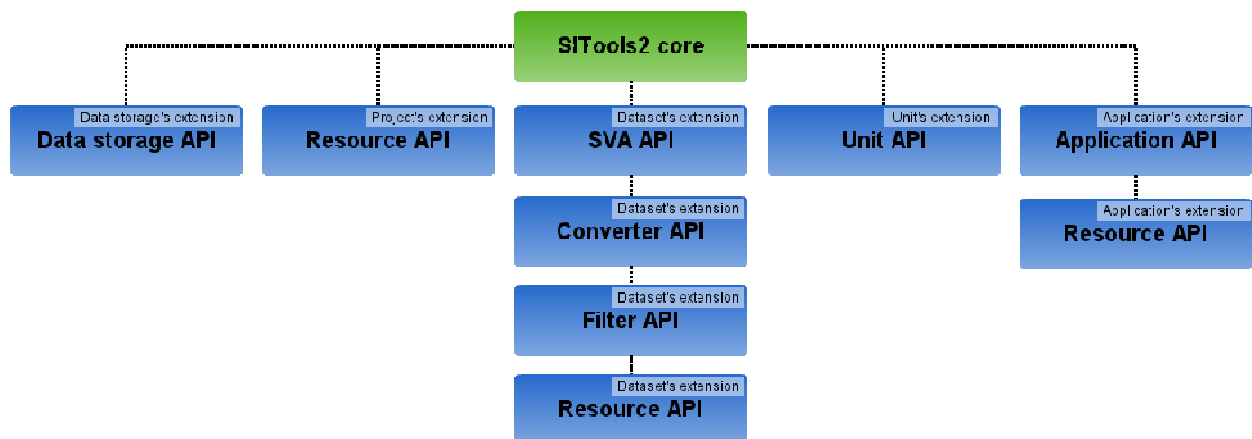 SITools2 core
Data storage's extension
Data storage API
Project's extension
Resource API
Dataset's extension
SVA API
Unit's extension
Unit API
Application's extension
Application API
Dataset's extension
Converter API
Application's extension
Resource API
Dataset's extension
Filter API
Dataset's extension
Resource API